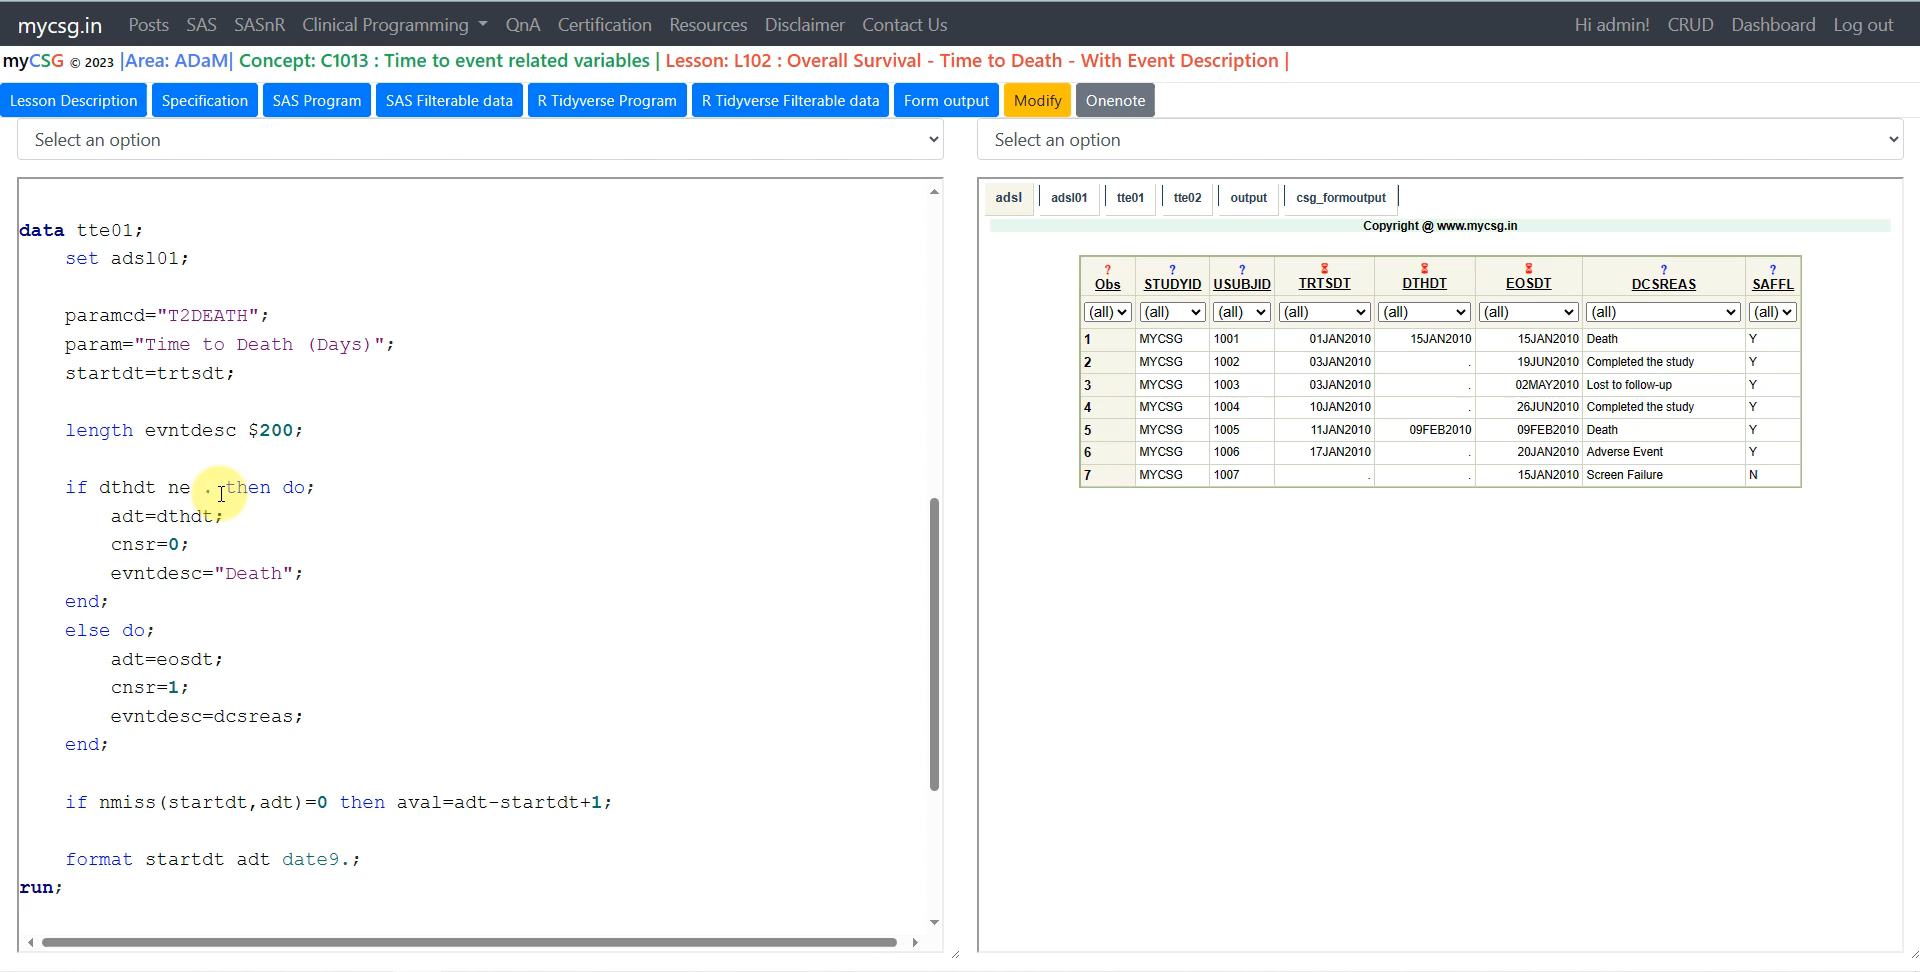 mycsg.in Posts SAS SASnR Clinical Programming QnA Certification Resources Disclaimer Contact Us Hi admin! CRUD Dashboard Log out
myCSG © 2023 |Area: ADaM| Concept: C1013 : Time to event related variables | Lesson: L102 : Overall Survival - Time to Death - With Event Description |
Lesson Description Specification SAS Program SAS Filterable data R Tidyverse Program R Tidyverse Filterable data Form output Modify Onenote
Select an option
data tte01;
set adsl01;
paramcd="T2DEATH";
param="Time to Death (Days)";
startdt=trtsdt;
length evntdesc $200;
if dthdt ne . then do;
adt=dthdt;
cnsr=0;
evntdesc="Death";
end;
else do;
adt=eosdt;
cnsr=1;
evntdesc=dcsreas;
end;
if nmiss(startdt,adt)=0 then aval=adt-startdt+1;
format startdt adt date9.;
run;
Select an option
adsl adsl01 tte01 tte02 output csg_formoutput
Copyright @ www.mycsg.in
? ? ? ? ?
Obs STUDYID USUBJID TRTSDT DTHDT EOSDT DCSREAS SAFFL
(all) (all) (all) (all) (all) (all) (all) (all)
1 MYCSG 1001 01JAN2010 15JAN2010 15JAN2010 Death Y
2 MYCSG 1002 03JAN2010 . 19JUN2010 Completed the study Y
3 MYCSG 1003 03JAN2010 . 02MAY2010 Lost to follow-up Y
4 MYCSG 1004 10JAN2010 . 26JUN2010 Completed the study Y
5 MYCSG 1005 11JAN2010 09FEB2010 09FEB2010 Death Y
6 MYCSG 1006 17JAN2010 . 20JAN2010 Adverse Event Y
7 MYCSG 1007 . . 15JAN2010 Screen Failure N